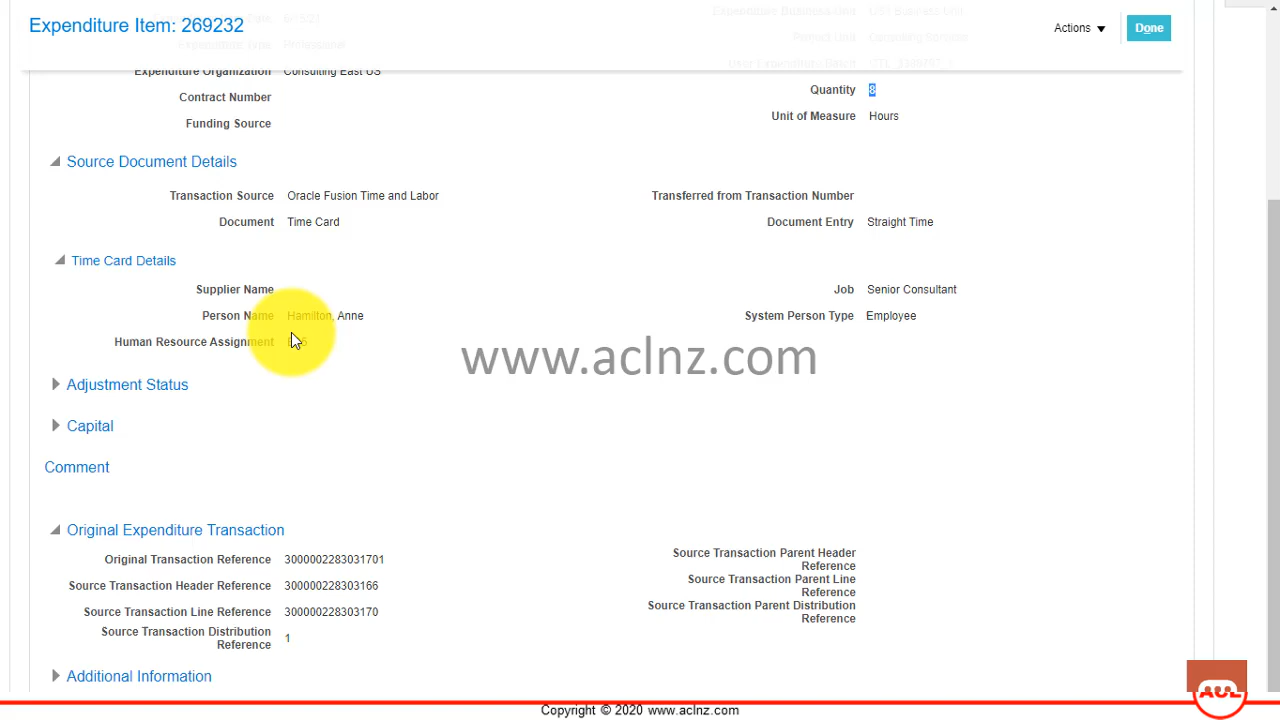 Expenditure Item: 269232
Actions
Done
Expenditure Organization Consulting East US
Contract Number
Funding Source
Quantity 8
Unit of Measure Hours
Source Document Details
Transaction Source Oracle Fusion Time and Labor
Transferred from Transaction Number
Document Time Card
Document Entry Straight Time
Time Card Details
Supplier Name
Job Senior Consultant
Person Name Hamilton, Anne
System Person Type Employee
Human Resource Assignment
www.aclnz.com
Adjustment Status
Capital
Comment
Original Expenditure Transaction
Original Transaction Reference 3000002283031701
Source Transaction Header Reference 300000228303166
Source Transaction Line Reference 300000228303170
Source Transaction Distribution
Reference 1
Source Transaction Parent Header
Reference
Source Transaction Parent Line
Reference
Source Transaction Parent Distribution
Reference
Additional Information
ACL
Copyright © 2020 www.aclnz.com